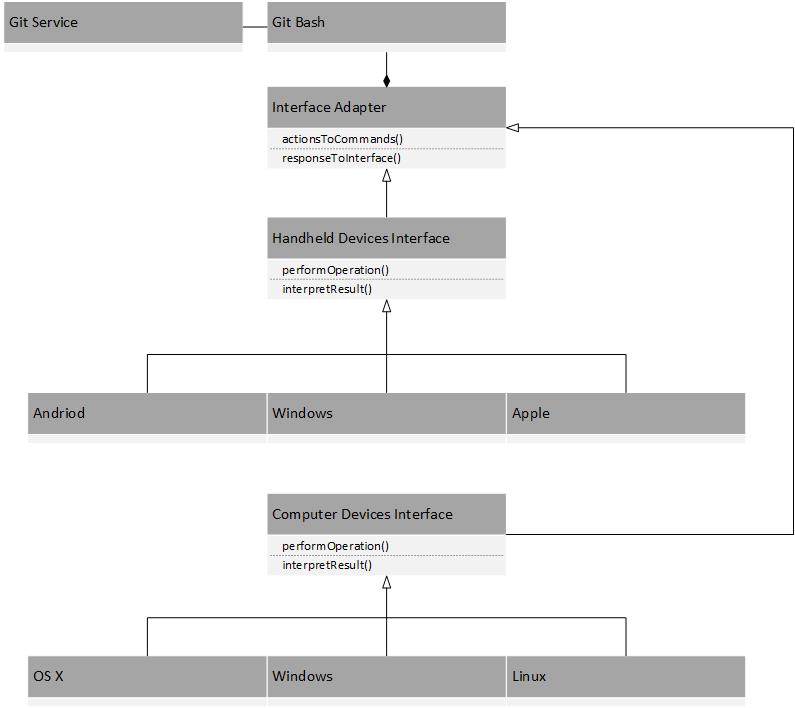 Git Service
Git Bash
Interface Adapter
actionsToCommands()
responseToInterface()
Handheld Devices Interface
performOperation()
interpretResult()
Andriod
Windows
Apple
Computer Devices Interface
performOperation()
interpretResult()
OS X
Windows
Linux